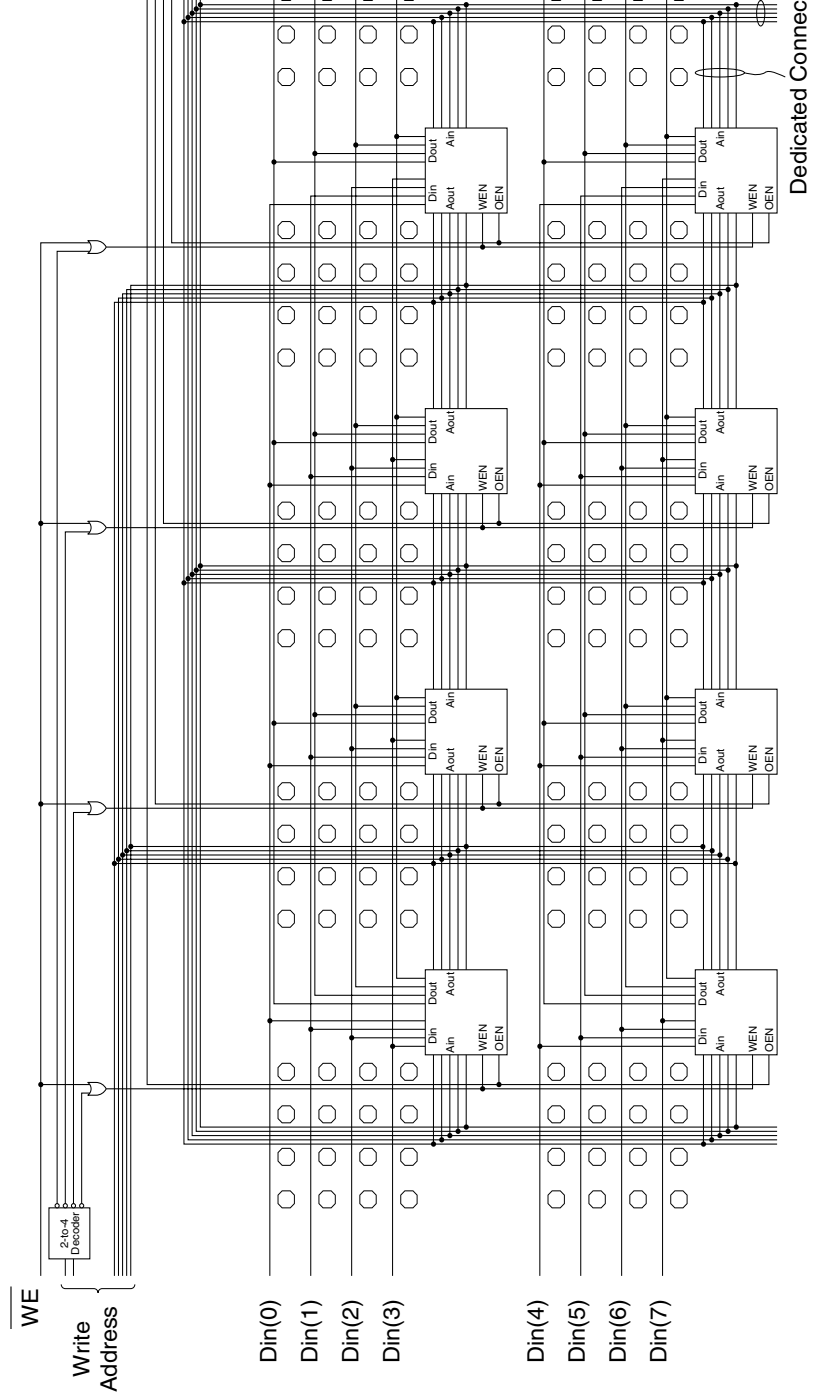 WE
2-to-4
Decoder
Write
Address
Din(0)
Din(1)
Din(2)
Din(3)
Din Dout
Ain Aout
WEN
OEN
Din Dout
Aout Ain
WEN
OEN
Din Dout
Ain Aout
WEN
OEN
Din Dout
Aout Ain
WEN
OEN
Din(4)
Din(5)
Din(6)
Din(7)
Din Dout
Ain Aout
WEN
OEN
Din Dout
Aout Ain
WEN
OEN
Din Dout
Ain Aout
WEN
OEN
Din Dout
Aout Ain
WEN
OEN
Dedicated Connec